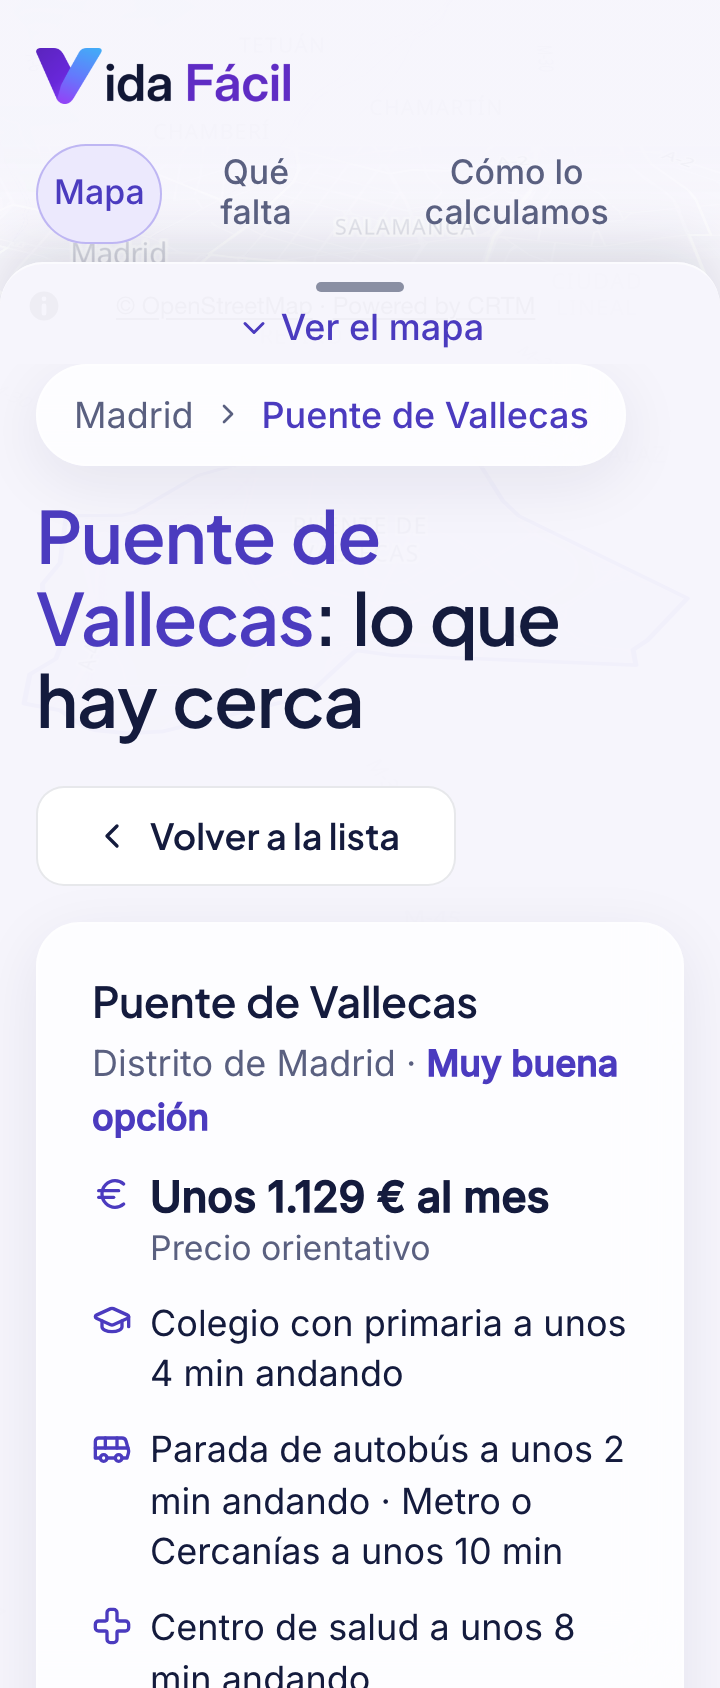 Vida Fácil
Mapa
Qué
falta
Cómo lo
calculamos
SALAMANCA
Madrid
© OpenStreetMap · Powered by CRTM
Ver el mapa
Madrid > Puente de Vallecas
Puente de
Vallecas: lo que
hay cerca
Volver a la lista
Puente de Vallecas
Distrito de Madrid · Muy buena
opción
€ Unos 1.129 € al mes
Precio orientativo
Colegio con primaria a unos
4 min andando
Parada de autobús a unos 2
min andando · Metro o
Cercanías a unos 10 min
Centro de salud a unos 8
min andando